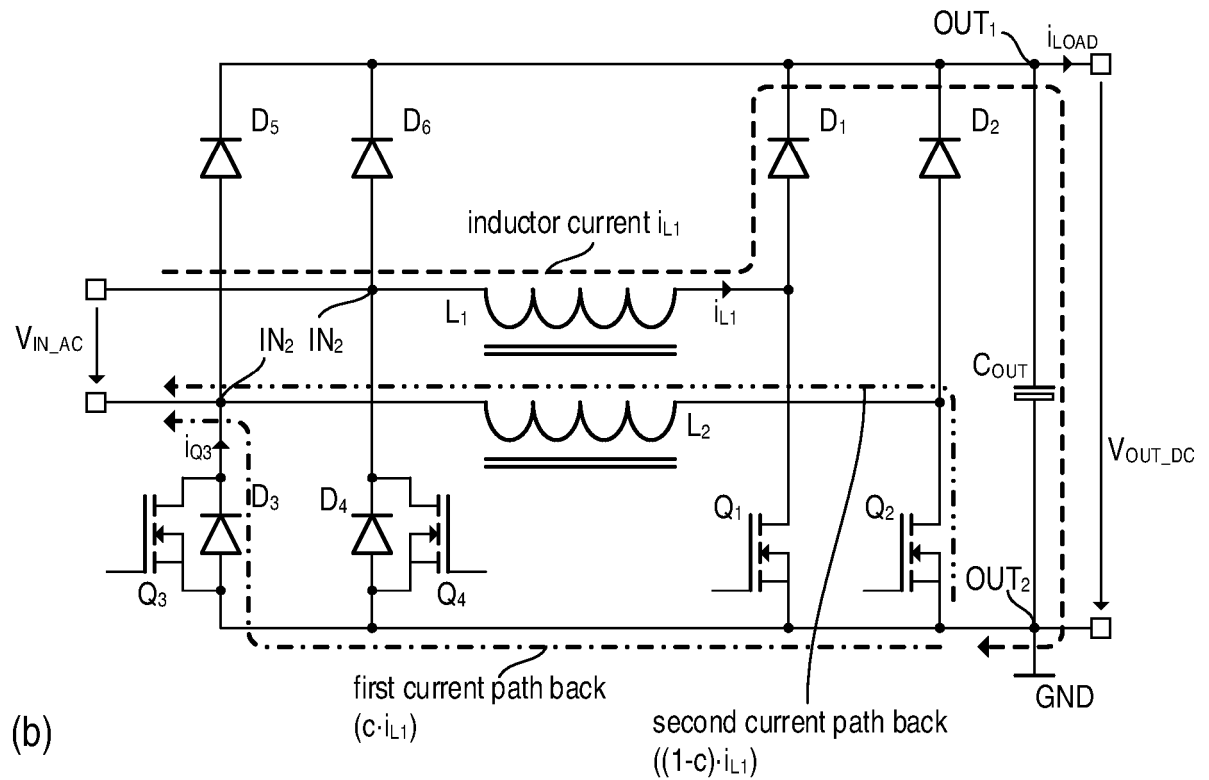 OUT₁
iLOAD
D₅
D₆
D₁
D₂
inductor current iL1
L₁
iL1
VIN_AC
IN₂
IN₂
COUT
L₂
iQ3
VOUT_DC
D₃
D₄
Q₁
Q₂
Q₃
Q₄
OUT₂
first current path back
(c·iL1)
GND
second current path back
((1-c)·iL1)
(b)